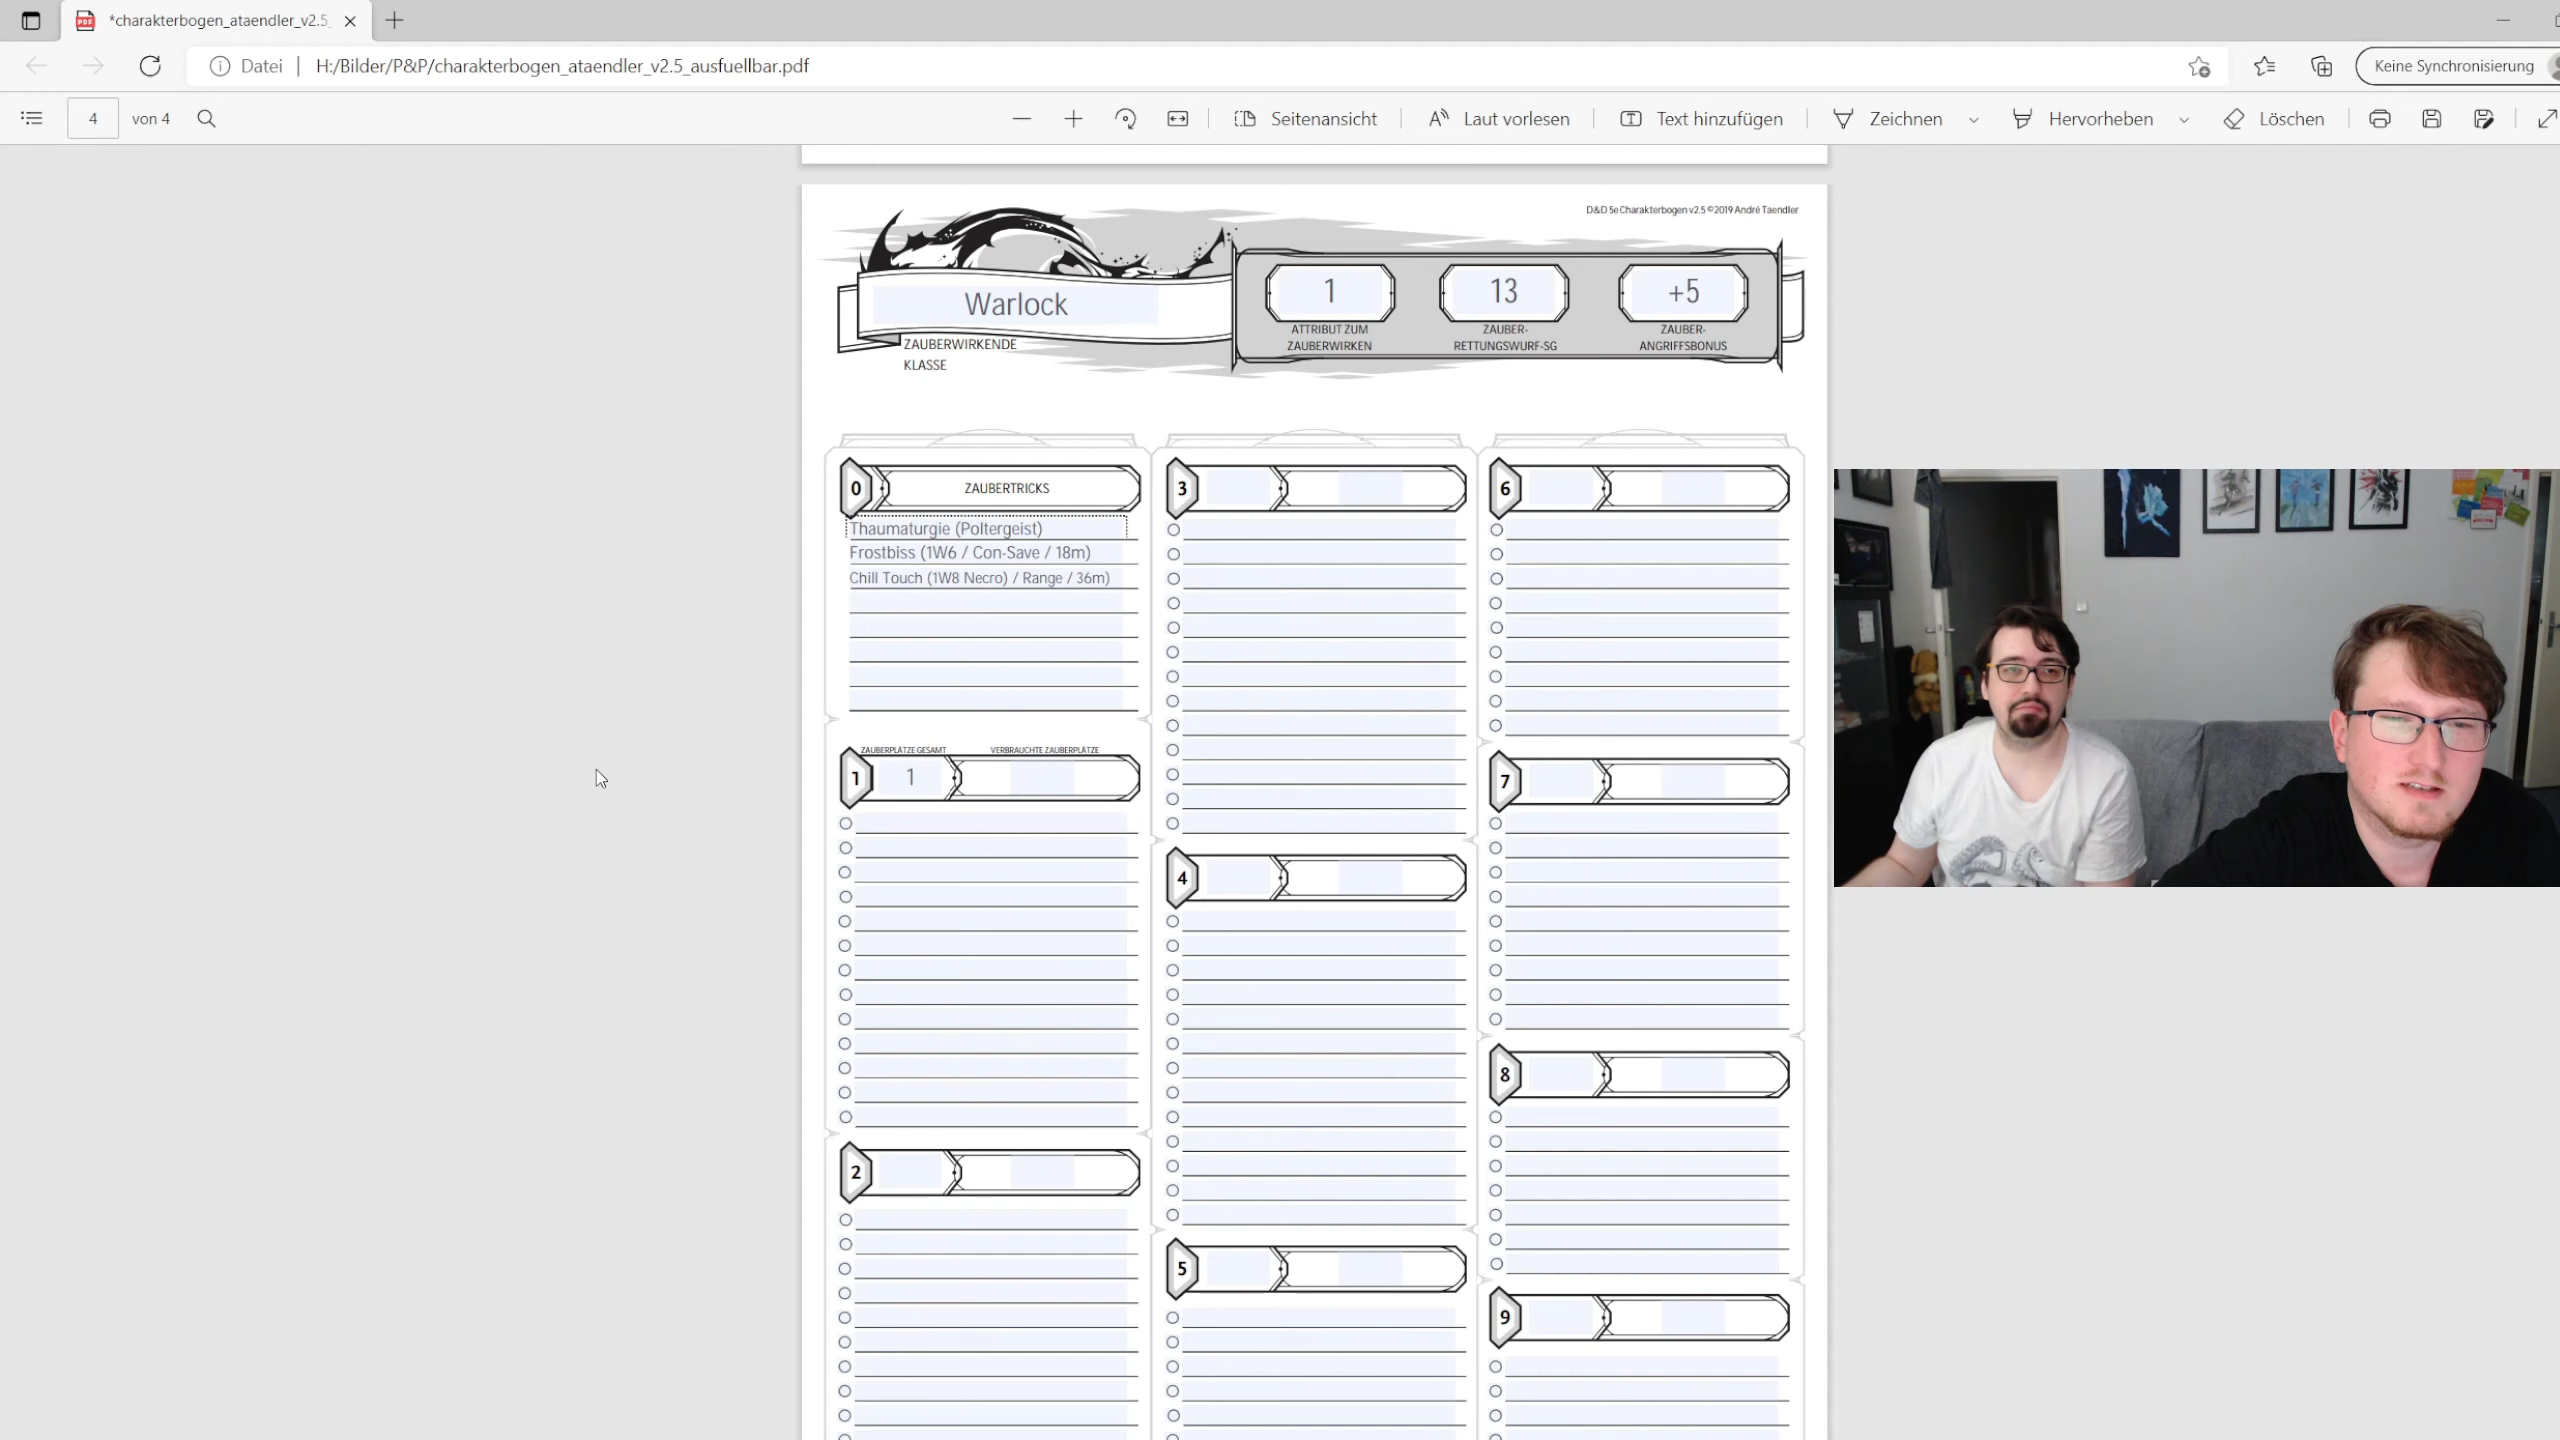 *charakterbogen_ataendler_v2.5_
Datei
H:/Bilder/P&P/charakterbogen_ataendler_v2.5_ausfuellbar.pdf
Keine Synchronisierung
4
von 4
Seitenansicht
Laut vorlesen
Text hinzufügen
Zeichnen
Hervorheben
Löschen
D&D 5e Charakterbogen v2.5 ©2019 André Taendler
Warlock
ZAUBERWIRKENDE
KLASSE
1
ATTRIBUT ZUM
ZAUBERWIRKEN
13
ZAUBER-
RETTUNGSWURF-SG
+5
ZAUBER-
ANGRIFFSBONUS
0
ZAUBERTRICKS
Thaumaturgie (Poltergeist)
Frostbiss (1W6 / Con-Save / 18m)
Chill Touch (1W8 Necro) / Range / 36m)
ZAUBERPLÄTZE GESAMT
VERBRAUCHTE ZAUBERPLÄTZE
1
1
2
3
4
5
6
7
8
9